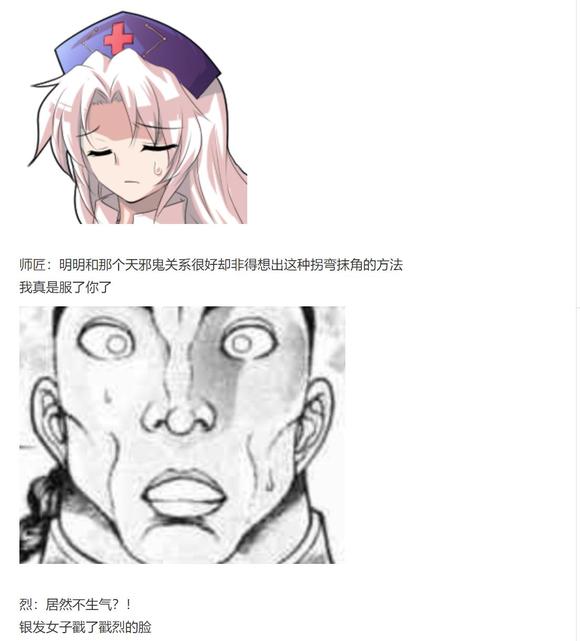 师匠：明明和那个天邪鬼关系很好却非得想出这种拐弯抹角的方法
我真是服了你了
烈：居然不生气？！
银发女子戳了戳烈的脸